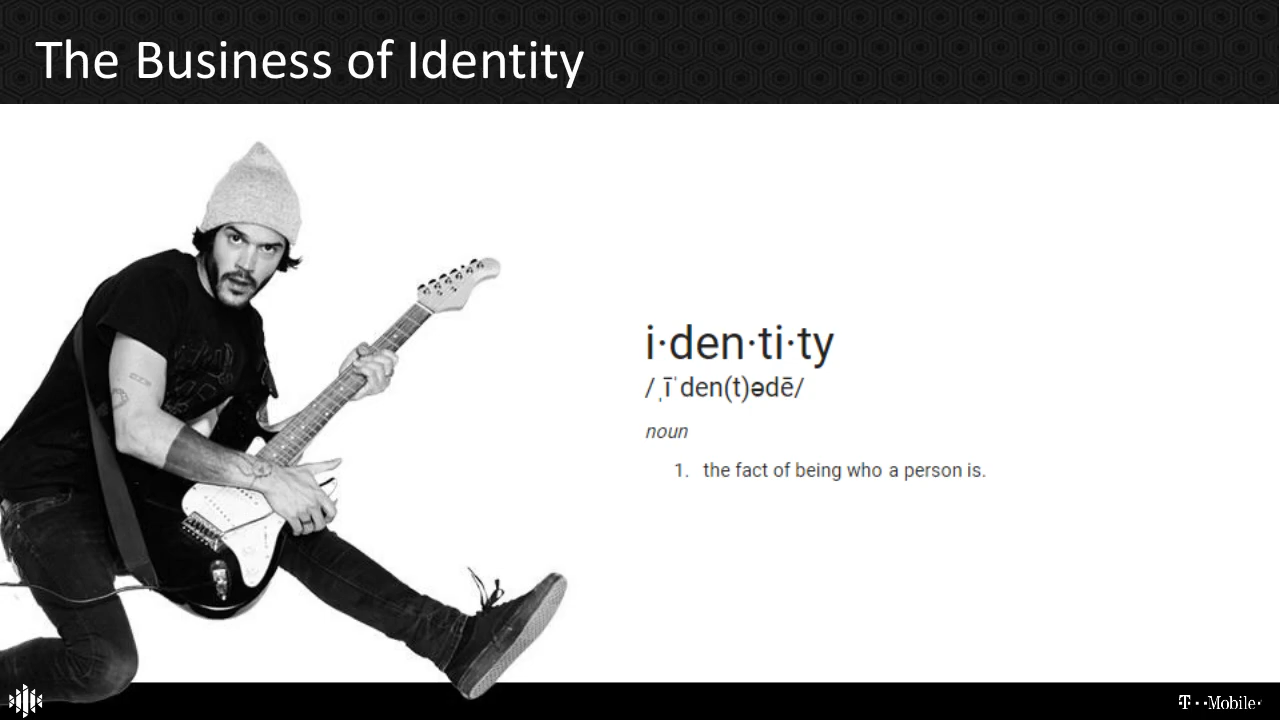 The Business of Identity
i·den·ti·ty
/ˌīˈden(t)ədē/
noun
1. the fact of being who a person is.
T··Mobile·